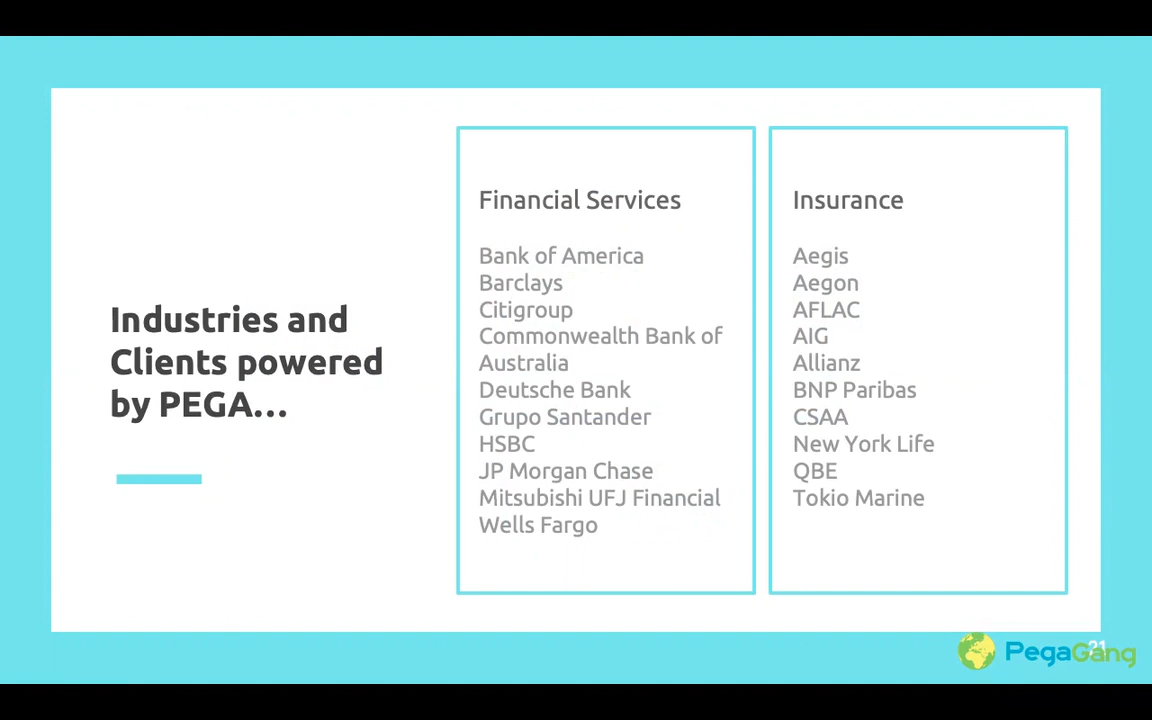 Industries and
Clients powered
by PEGA...
Financial Services
Bank of America
Barclays
Citigroup
Commonwealth Bank of
Australia
Deutsche Bank
Grupo Santander
HSBC
JP Morgan Chase
Mitsubishi UFJ Financial
Wells Fargo
Insurance
Aegis
Aegon
AFLAC
AIG
Allianz
BNP Paribas
CSAA
New York Life
QBE
Tokio Marine
21
PegaGang